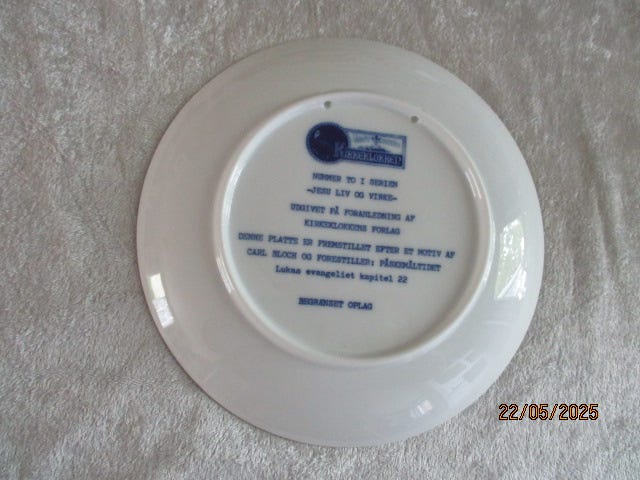 KIRKEKLOKKEN
NUMMER TO I SERIEN
-JESU LIV OG VIRKE-
UDGIVET PÅ FORANLEDNING AF
KIRKEKLOKKENS FORLAG
DENNE PLATTE ER FREMSTILLET EFTER ET MOTIV AF
CARL BLOCH OG FORESTILLER: PÅSKEMÅLTIDET
Lukas evangeliet kapitel 22
BEGRÆNSET OPLAG
22/05/2025